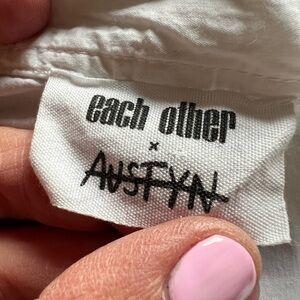 each other
×
AUSTYN